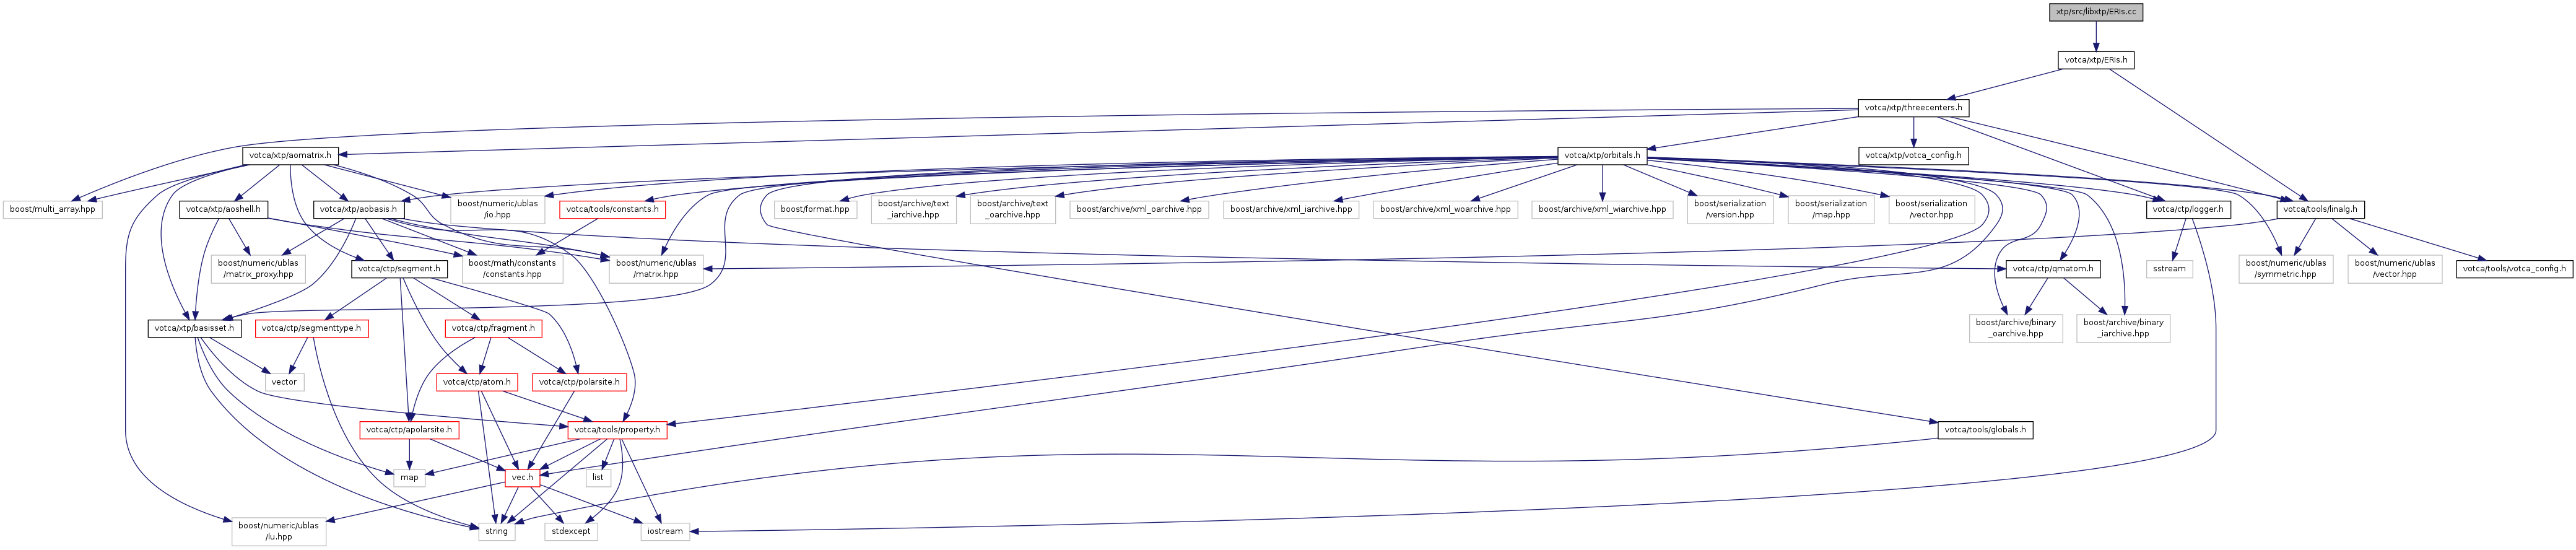 xtp/src/libxtp/ERIs.cc
votca/xtp/ERIs.h
votca/xtp/threecenters.h
votca/xtp/aomatrix.h
votca/xtp/orbitals.h
votca/xtp/votca_config.h
boost/multi_array.hpp
votca/xtp/aoshell.h
votca/xtp/aobasis.h
boost/numeric/ublas
/io.hpp
votca/tools/constants.h
boost/format.hpp
boost/archive/text
_iarchive.hpp
boost/archive/text
_oarchive.hpp
boost/archive/xml_oarchive.hpp
boost/archive/xml_iarchive.hpp
boost/archive/xml_woarchive.hpp
boost/archive/xml_wiarchive.hpp
boost/serialization
/version.hpp
boost/serialization
/map.hpp
boost/serialization
/vector.hpp
votca/ctp/logger.h
votca/tools/linalg.h
boost/numeric/ublas
/matrix_proxy.hpp
votca/ctp/segment.h
boost/math/constants
/constants.hpp
boost/numeric/ublas
/matrix.hpp
votca/ctp/qmatom.h
sstream
boost/numeric/ublas
/symmetric.hpp
boost/numeric/ublas
/vector.hpp
votca/tools/votca_config.h
votca/xtp/basisset.h
votca/ctp/segmenttype.h
votca/ctp/fragment.h
boost/archive/binary
_oarchive.hpp
boost/archive/binary
_iarchive.hpp
vector
votca/ctp/atom.h
votca/ctp/polarsite.h
votca/ctp/apolarsite.h
votca/tools/property.h
votca/tools/globals.h
map
vec.h
list
boost/numeric/ublas
/lu.hpp
string
stdexcept
iostream